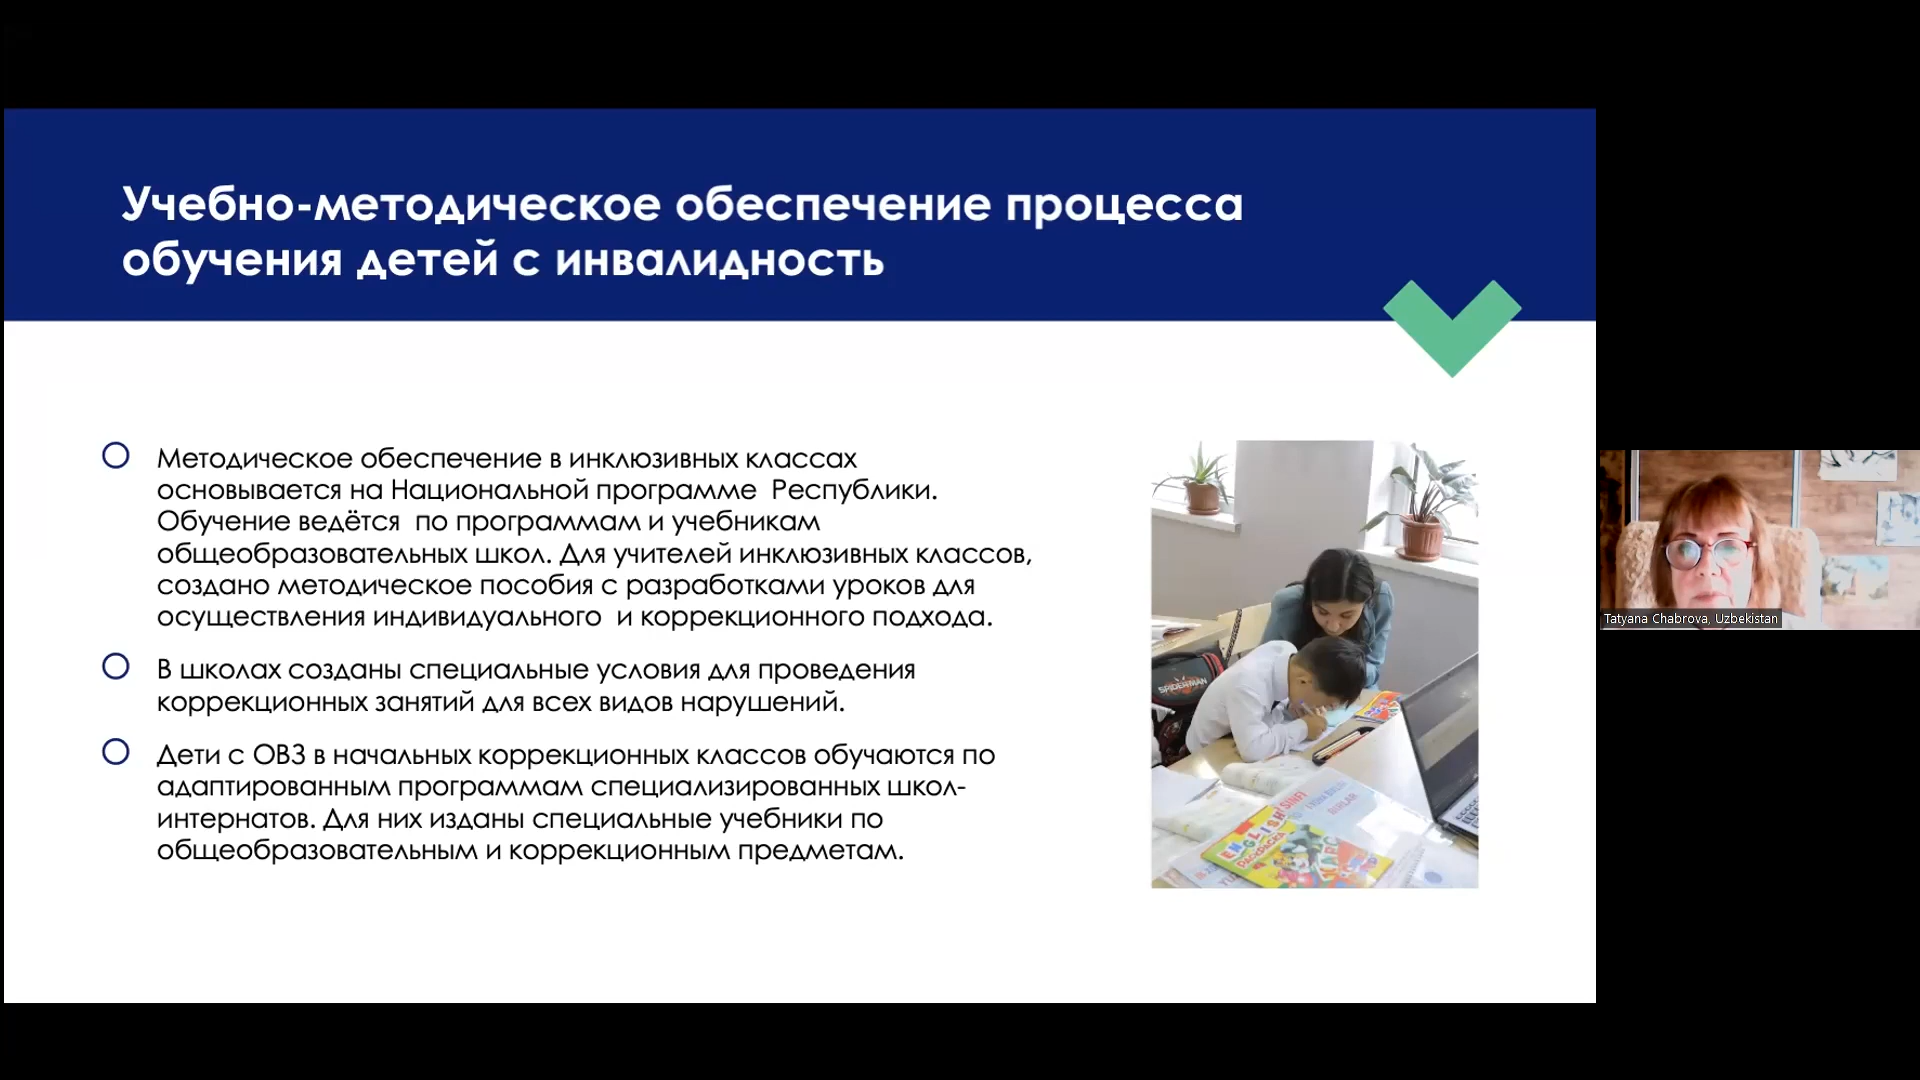 Учебно-методическое обеспечение процесса
обучения детей с инвалидность
Методическое обеспечение в инклюзивных классах
основывается на Национальной программе Республики.
Обучение ведётся по программам и учебникам
общеобразовательных школ. Для учителей инклюзивных классов,
создано методическое пособия с разработками уроков для
осуществления индивидуального и коррекционного подхода.
В школах созданы специальные условия для проведения
коррекционных занятий для всех видов нарушений.
Дети с ОВЗ в начальных коррекционных классов обучаются по
адаптированным программам специализированных школ-
интернатов. Для них изданы специальные учебники по
общеобразовательным и коррекционным предметам.
SPIDERMAN
ENGLISH
РАСКРАСКА
Tatyana Chabrova, Uzbekistan